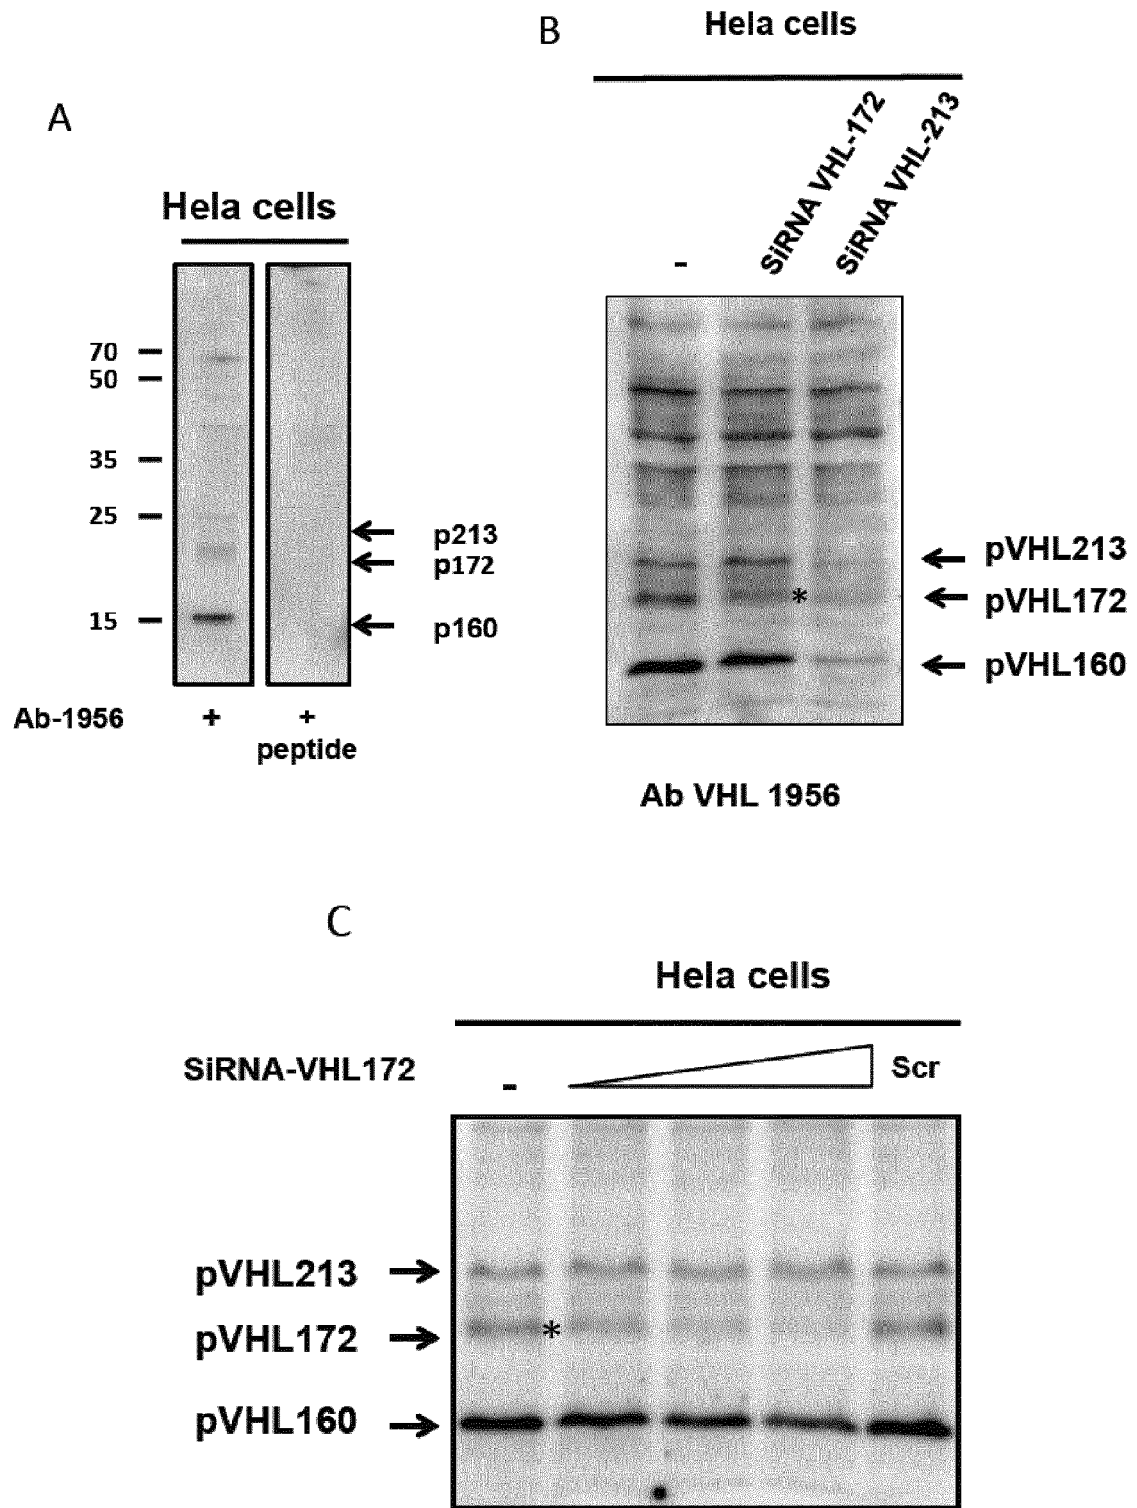 A
Hela cells
70
50
35
25
15
p213
p172
p160
Ab-1956
+
+
peptide
B
Hela cells
-
SiRNA VHL-172
SiRNA VHL-213
*
pVHL213
pVHL172
pVHL160
Ab VHL 1956
C
Hela cells
SiRNA-VHL172
-
Scr
pVHL213
pVHL172
*
pVHL160